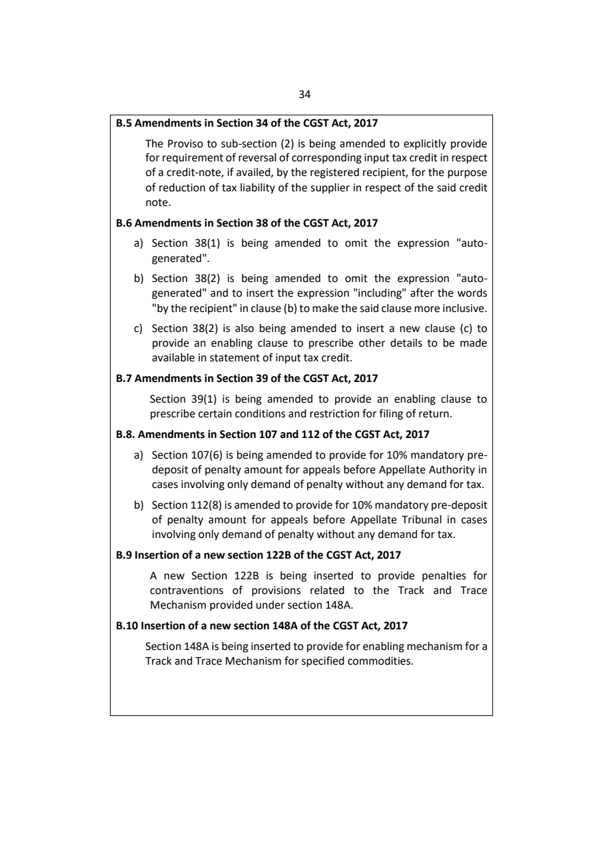 34
B.5 Amendments in Section 34 of the CGST Act, 2017
The Proviso to sub-section (2) is being amended to explicitly provide
for requirement of reversal of corresponding input tax credit in respect
of a credit-note, if availed, by the registered recipient, for the purpose
of reduction of tax liability of the supplier in respect of the said credit
note.
B.6 Amendments in Section 38 of the CGST Act, 2017
a) Section 38(1) is being amended to omit the expression "auto-
generated".
b) Section 38(2) is being amended to omit the expression "auto-
generated" and to insert the expression "including" after the words
"by the recipient" in clause (b) to make the said clause more inclusive.
c) Section 38(2) is also being amended to insert a new clause (c) to
provide an enabling clause to prescribe other details to be made
available in statement of input tax credit.
B.7 Amendments in Section 39 of the CGST Act, 2017
Section 39(1) is being amended to provide an enabling clause to
prescribe certain conditions and restriction for filing of return.
B.8. Amendments in Section 107 and 112 of the CGST Act, 2017
a) Section 107(6) is being amended to provide for 10% mandatory pre-
deposit of penalty amount for appeals before Appellate Authority in
cases involving only demand of penalty without any demand for tax.
b) Section 112(8) is amended to provide for 10% mandatory pre-deposit
of penalty amount for appeals before Appellate Tribunal in cases
involving only demand of penalty without any demand for tax.
B.9 Insertion of a new section 122B of the CGST Act, 2017
A new Section 122B is being inserted to provide penalties for
contraventions of provisions related to the Track and Trace
Mechanism provided under section 148A.
B.10 Insertion of a new section 148A of the CGST Act, 2017
Section 148A is being inserted to provide for enabling mechanism for a
Track and Trace Mechanism for specified commodities.